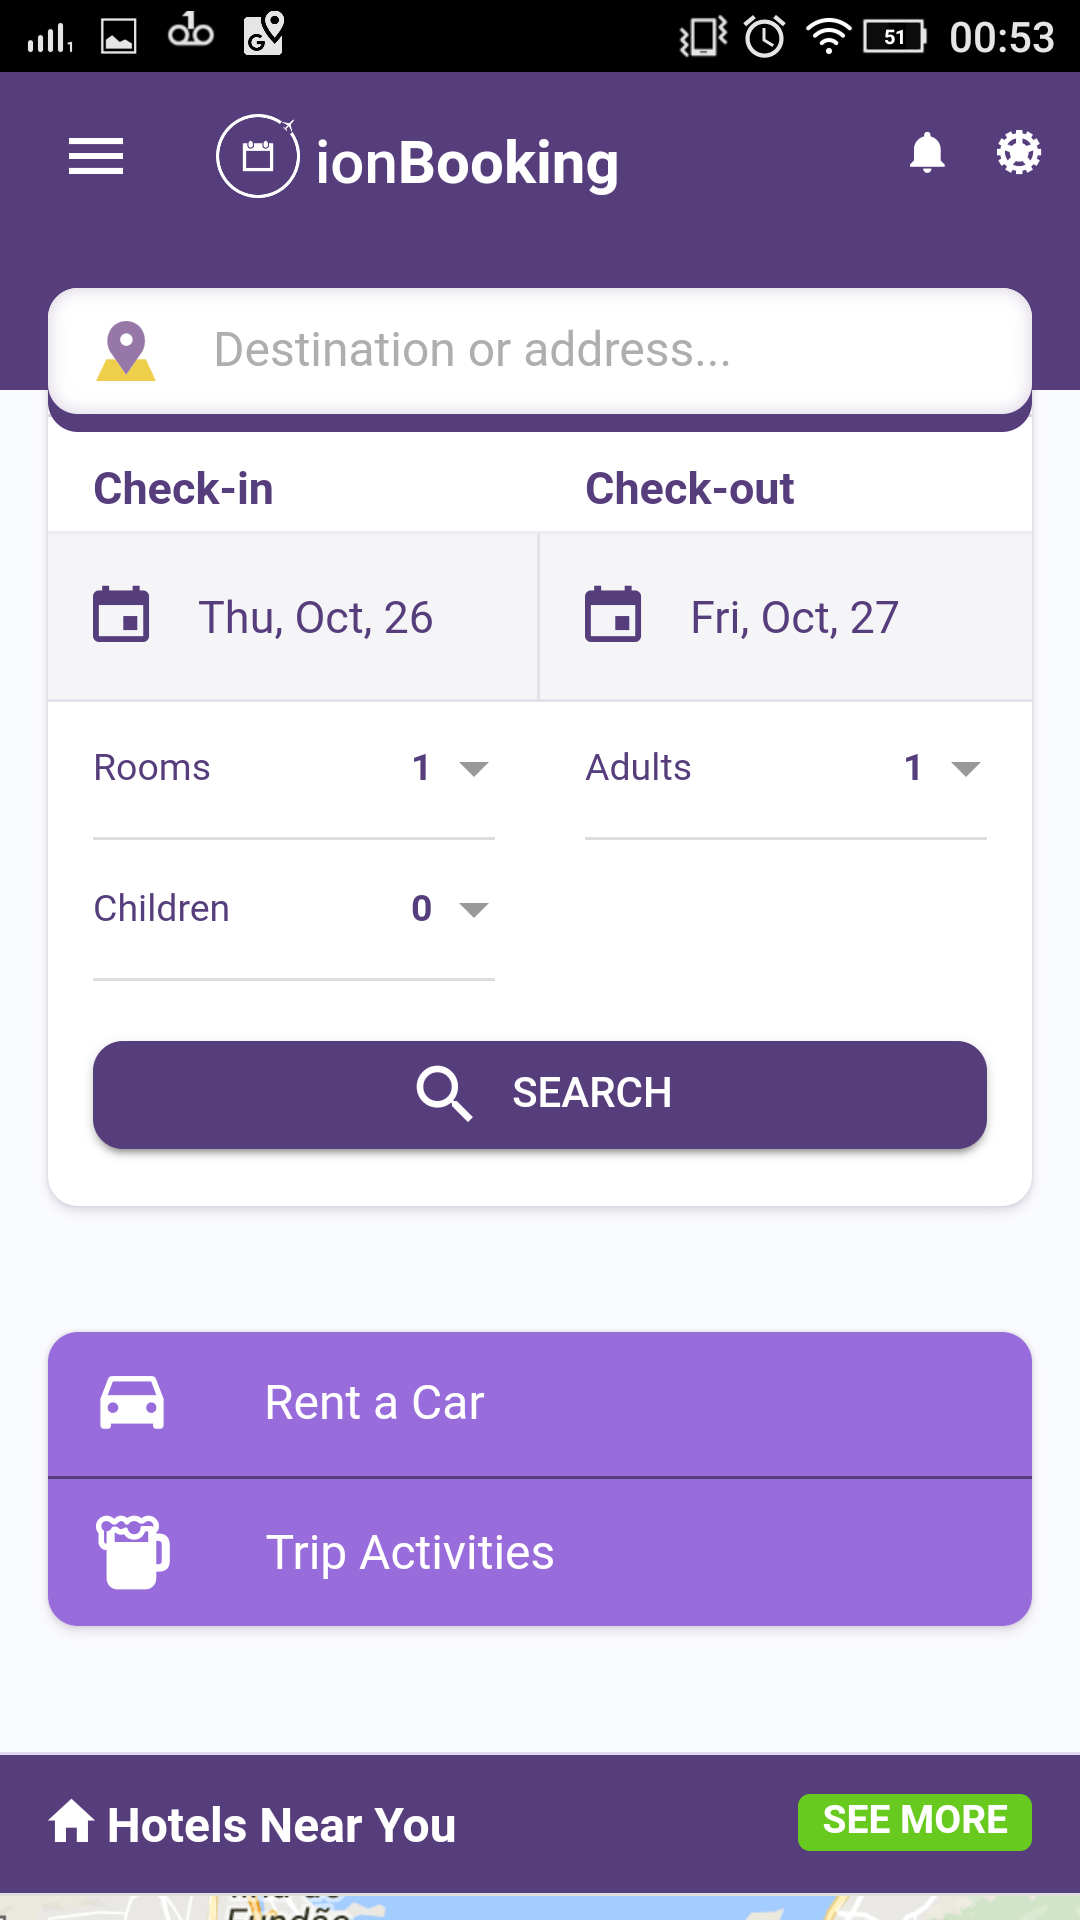 51 00:53
ionBooking
Destination or address...
Check-in Check-out
Thu, Oct, 26 Fri, Oct, 27
Rooms 1 Adults 1
Children 0
SEARCH
Rent a Car
Trip Activities
Hotels Near You SEE MORE